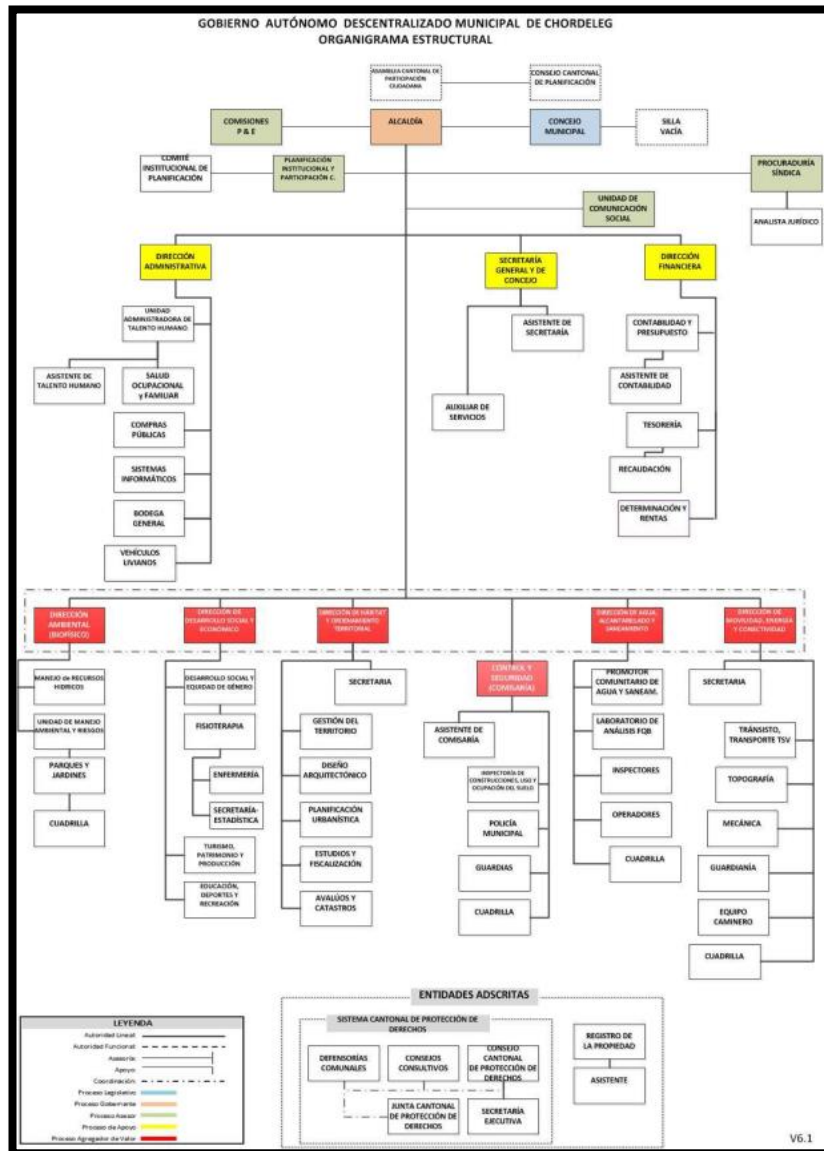 GOBIERNO AUTÓNOMO DESCENTRALIZADO MUNICIPAL DE CHORDELEG
ORGANIGRAMA ESTRUCTURAL
ASAMBLEA CANTONAL DE
PARTICIPACIÓN
CIUDADANA
CONSEJO CANTONAL
DE PLANIFICACIÓN
COMISIONES
P & E
ALCALDÍA
CONCEJO
MUNICIPAL
SILLA
VACÍA
COMITÉ
INSTITUCIONAL DE
PLANIFICACIÓN
PLANIFICACIÓN
INSTITUCIONAL Y
PARTICIPACIÓN C.
PROCURADURÍA
SÍNDICA
UNIDAD DE
COMUNICACIÓN
SOCIAL
ANALISTA JURÍDICO
DIRECCIÓN
ADMINISTRATIVA
SECRETARÍA
GENERAL Y DE
CONCEJO
DIRECCIÓN
FINANCIERA
UNIDAD
ADMINISTRADORA DE
TALENTO HUMANO
ASISTENTE DE
SECRETARÍA
CONTABILIDAD Y
PRESUPUESTO
ASISTENTE DE
TALENTO HUMANO
SALUD
OCUPACIONAL
y FAMILIAR
ASISTENTE DE
CONTABILIDAD
AUXILIAR DE
SERVICIOS
COMPRAS
PÚBLICAS
TESORERÍA
SISTEMAS
INFORMÁTICOS
RECAUDACIÓN
BODEGA
GENERAL
DETERMINACIÓN Y
RENTAS
VEHÍCULOS
LIVIANOS
DIRECCIÓN
AMBIENTAL
(BIOFÍSICO)
DIRECCIÓN DE
DESARROLLO SOCIAL Y
ECONÓMICO
DIRECCIÓN DE HÁBITAT
Y ORDENAMIENTO
TERRITORIAL
DIRECCIÓN DE AGUA,
ALCANTARILLADO Y
SANEAMIENTO
DIRECCIÓN DE
MOVILIDAD, ENERGÍA
Y CONECTIVIDAD
CONTROL Y
SEGURIDAD
(COMISARÍA)
MANEJO de RECURSOS
HIDRICOS
DESARROLLO SOCIAL Y
EQUIDAD DE GÉNERO
SECRETARIA
PROMOTOR
COMUNITARIO DE
AGUA Y SANEAM.
SECRETARIA
UNIDAD DE MANEJO
AMBIENTAL Y RIESGOS
FISIOTERAPIA
GESTIÓN DEL
TERRITORIO
ASISTENTE DE
COMISARÍA
LABORATORIO DE
ANÁLISIS FQB
TRÁNSISTO,
TRANSPORTE TSV
PARQUES Y
JARDINES
ENFERMERÍA
DISEÑO
ARQUITECTÓNICO
INSPECTORÍA DE
CONSTRUCCIONES, USO Y
OCUPACIÓN DEL SUELO
INSPECTORES
TOPOGRAFÍA
CUADRILLA
SECRETARÍA-
ESTADÍSTICA
PLANIFICACIÓN
URBANÍSTICA
POLICÍA
MUNICIPAL
OPERADORES
MECÁNICA
TURISMO,
PATRIMONIO Y
PRODUCCIÓN
ESTUDIOS Y
FISCALIZACIÓN
GUARDIAS
CUADRILLA
GUARDIANÍA
EDUCACIÓN,
DEPORTES Y
RECREACIÓN
AVALÚOS Y
CATASTROS
CUADRILLA
EQUIPO
CAMINERO
CUADRILLA
ENTIDADES ADSCRITAS
SISTEMA CANTONAL DE PROTECCIÓN DE
DERECHOS
DEFENSORÍAS
COMUNALES
CONSEJOS
CONSULTIVOS
CONSEJO
CANTONAL
DE PROTECCIÓN DE
DERECHOS
REGISTRO DE
LA PROPIEDAD
JUNTA CANTONAL
DE PROTECCIÓN DE
DERECHOS
SECRETARÍA
EJECUTIVA
ASISTENTE
LEYENDA
Autoridad Lineal:
Autoridad Funcional:
Asesoría:
Apoyo:
Coordinación:
Proceso Legislativo
Proceso Gobernante
Proceso Asesor
Proceso de Apoyo
Proceso Agregador de Valor
V6.1